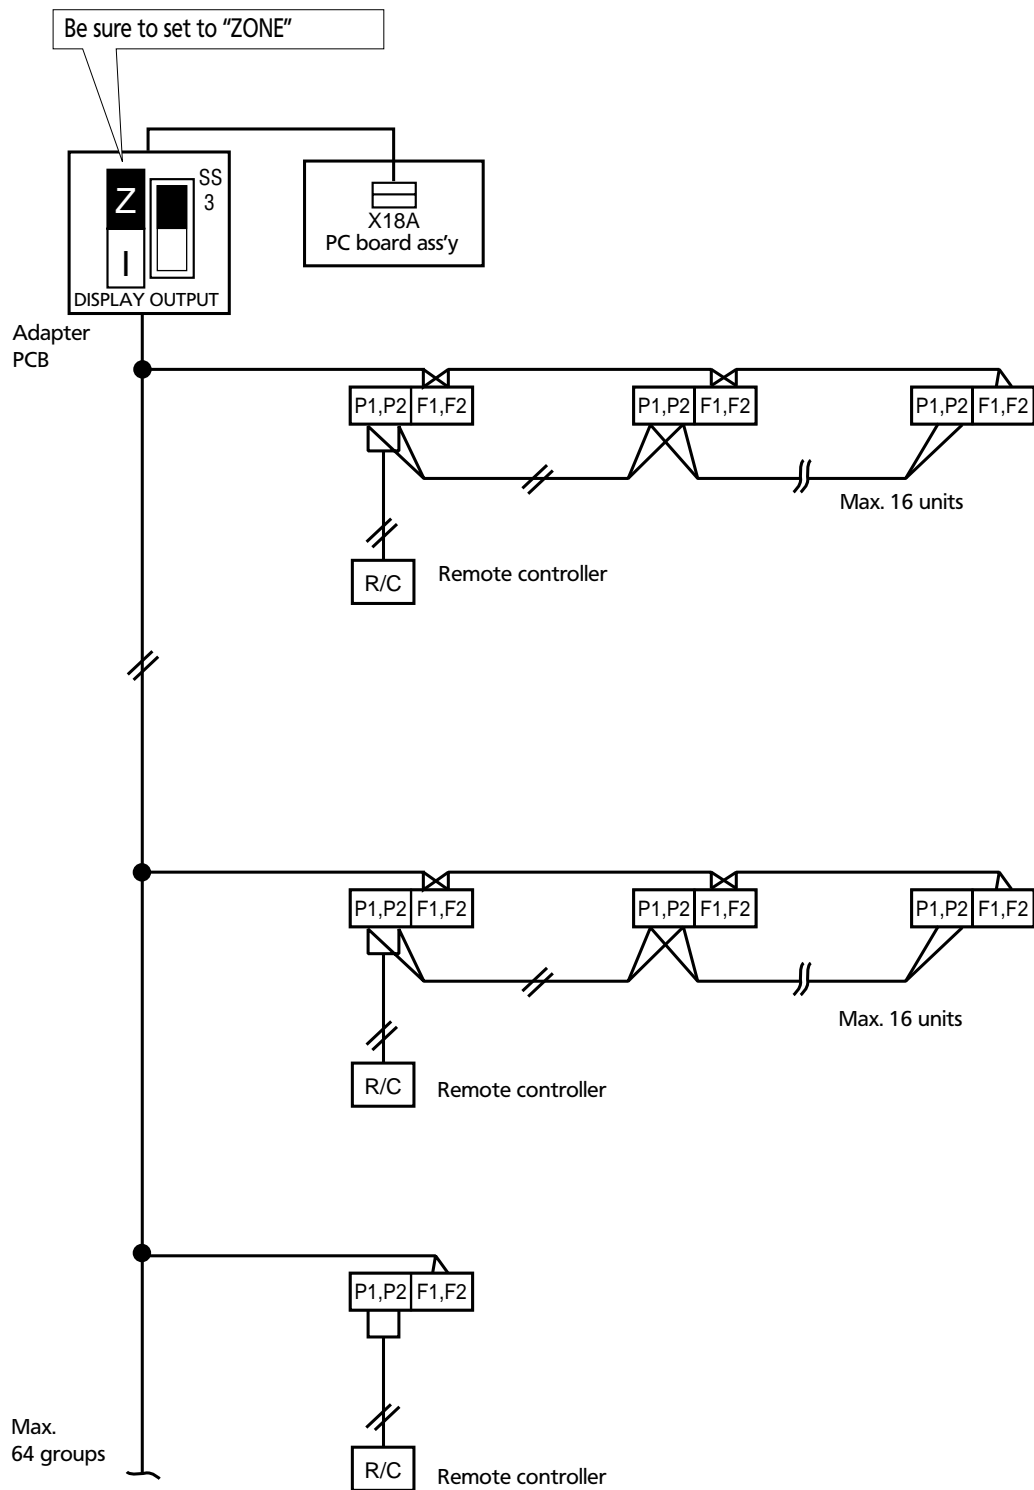 Be sure to set to “ZONE”
Z
I
SS
3
DISPLAY OUTPUT
X18A
PC board ass'y
Adapter
PCB
P1,P2 F1,F2
P1,P2 F1,F2
P1,P2 F1,F2
Max. 16 units
R/C
Remote controller
P1,P2 F1,F2
P1,P2 F1,F2
P1,P2 F1,F2
Max. 16 units
R/C
Remote controller
P1,P2 F1,F2
Max.
64 groups
R/C
Remote controller